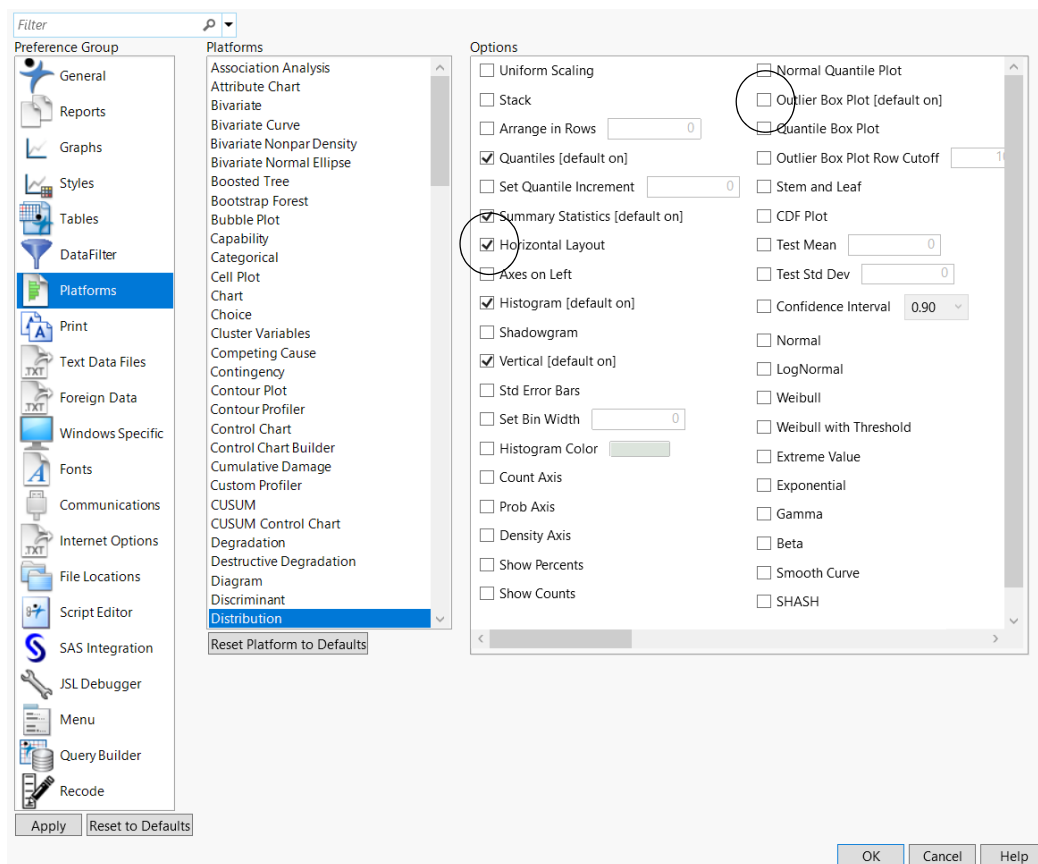 Filter
Preference Group
General
Reports
Graphs
Styles
Tables
DataFilter
Platforms
Print
Text Data Files
Foreign Data
Windows Specific
Fonts
Communications
Internet Options
File Locations
Script Editor
SAS Integration
JSL Debugger
Menu
Query Builder
Recode
Apply
Reset to Defaults
Platforms
Association Analysis
Attribute Chart
Bivariate
Bivariate Curve
Bivariate Nonpar Density
Bivariate Normal Ellipse
Boosted Tree
Bootstrap Forest
Bubble Plot
Capability
Categorical
Cell Plot
Chart
Choice
Cluster Variables
Competing Cause
Contingency
Contour Plot
Contour Profiler
Control Chart
Control Chart Builder
Cumulative Damage
Custom Profiler
CUSUM
CUSUM Control Chart
Degradation
Destructive Degradation
Diagram
Discriminant
Distribution
Reset Platform to Defaults
Options
Uniform Scaling
Stack
Arrange in Rows 0
Quantiles [default on]
Set Quantile Increment 0
Summary Statistics [default on]
Horizontal Layout
Axes on Left
Histogram [default on]
Shadowgram
Vertical [default on]
Std Error Bars
Set Bin Width 0
Histogram Color
Count Axis
Prob Axis
Density Axis
Show Percents
Show Counts
Normal Quantile Plot
Outlier Box Plot [default on]
Quantile Box Plot
Outlier Box Plot Row Cutoff
Stem and Leaf
CDF Plot
Test Mean 0
Test Std Dev 0
Confidence Interval 0.90
Normal
LogNormal
Weibull
Weibull with Threshold
Extreme Value
Exponential
Gamma
Beta
Smooth Curve
SHASH
OK
Cancel
Help